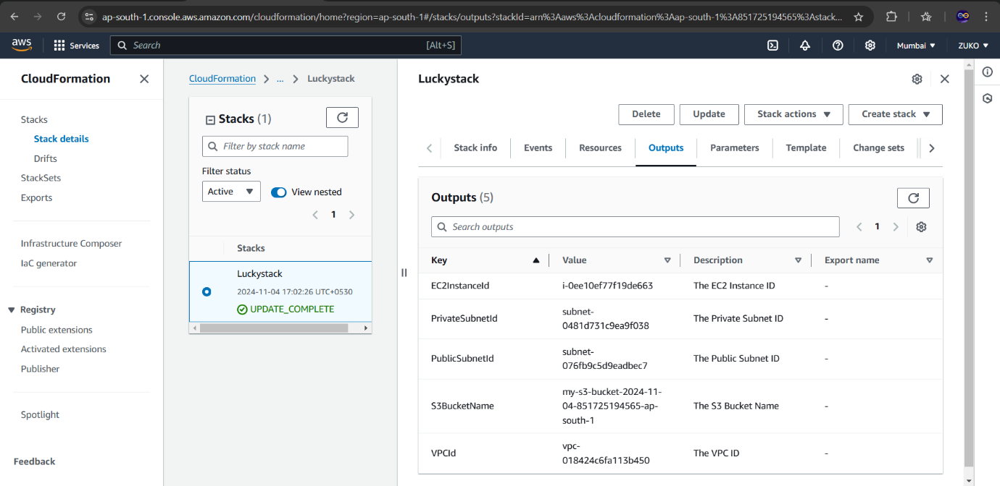 ap-south-1.console.aws.amazon.com/cloudformation/home?region=ap-south-1#/stacks/outputs?stackId=arn%3Aaws%3Acloudformation%3Aap-south-1%3A851725194565%3Astack...
aws
Services
Search
[Alt+S]
Mumbai
ZUKO
CloudFormation
Stacks
Stack details
Drifts
StackSets
Exports
Infrastructure Composer
IaC generator
Registry
Public extensions
Activated extensions
Publisher
Spotlight
Feedback
CloudFormation > ... > Luckystack
Stacks (1)
Filter by stack name
Filter status
Active
View nested
1
Stacks
Luckystack
2024-11-04 17:02:26 UTC+0530
UPDATE_COMPLETE
Luckystack
Delete
Update
Stack actions
Create stack
Stack info
Events
Resources
Outputs
Parameters
Template
Change sets
Outputs (5)
Search outputs
1
Key Value Description Export name
EC2InstanceId i-0ee10ef77f19de663 The EC2 Instance ID -
PrivateSubnetId subnet-
0481d731c9ea9f038 The Private Subnet ID -
PublicSubnetId subnet-
076fb9c5d9eadbec7 The Public Subnet ID -
S3BucketName my-s3-bucket-2024-11-
04-851725194565-ap-
south-1 The S3 Bucket Name -
VPCId vpc-
018424c6fa113b450 The VPC ID -